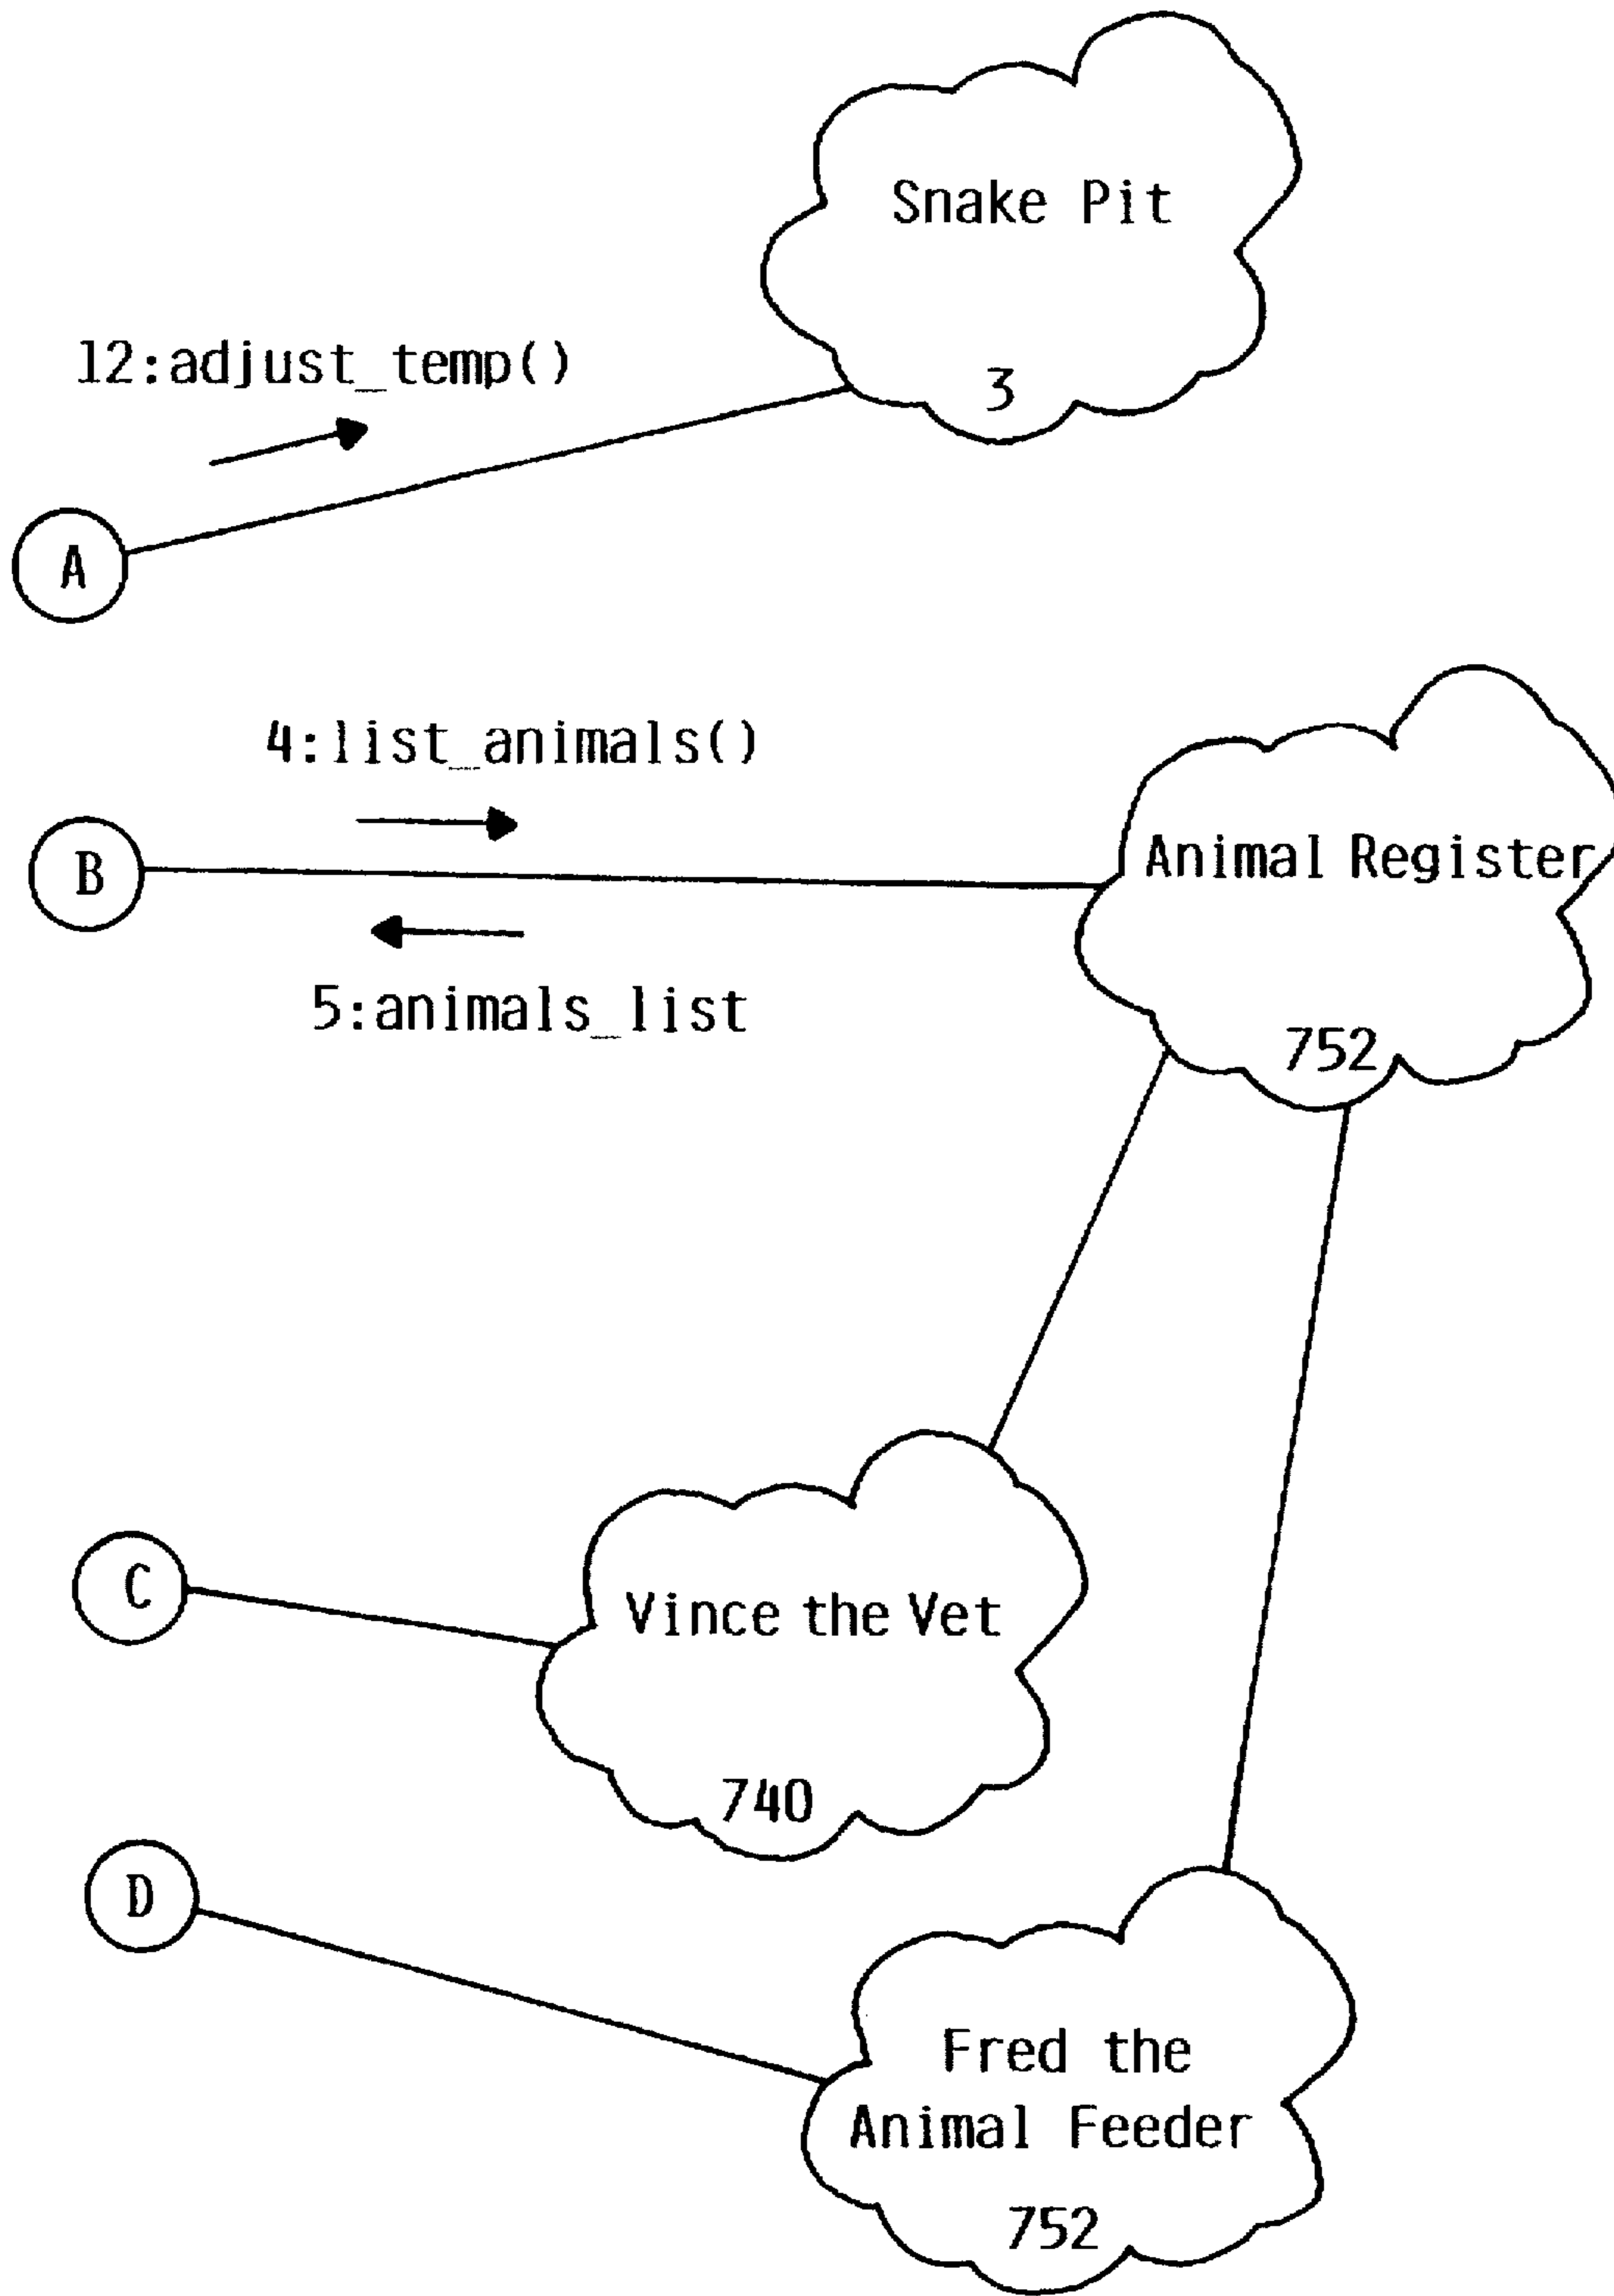 Snake Pit
3
12:adjust_temp()
A
4:list_animals()
B
Animal Register
5:animals_list
752
C
Vince the Vet
740
D
Fred the
Animal Feeder
752